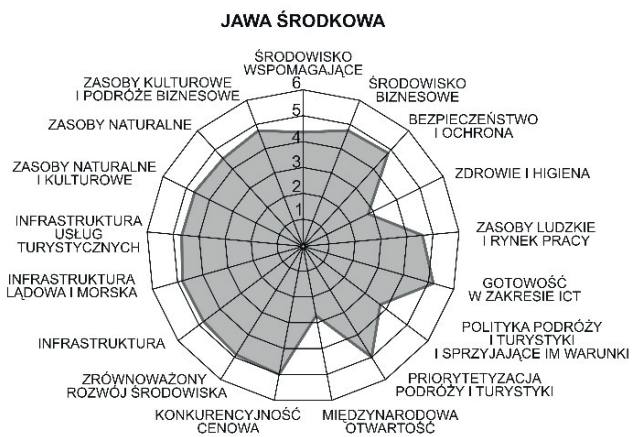 JAWA ŚRODKOWA
ŚRODOWISKO
WSPOMAGAJĄCE
ŚRODOWISKO
BIZNESOWE
BEZPIECZEŃSTWO
I OCHRONA
ZDROWIE I HIGIENA
ZASOBY LUDZKIE
I RYNEK PRACY
GOTOWOŚĆ
W ZAKRESIE ICT
POLITYKA PODRÓŻY
I TURYSTYKI
I SPRZYJAJĄCE IM WARUNKI
PRIORYTETYZACJA
PODRÓŻY I TURYSTYKI
MIĘDZYNARODOWA
OTWARTOŚĆ
KONKURENCYJNOŚĆ
CENOWA
ZRÓWNOWAŻONY
ROZWÓJ ŚRODOWISKA
INFRASTRUKTURA
INFRASTRUKTURA
LĄDOWA I MORSKA
INFRASTRUKTURA
USŁUG
TURYSTYCZNYCH
ZASOBY NATURALNE
I KULTUROWE
ZASOBY NATURALNE
ZASOBY KULTUROWE
I PODRÓŻE BIZNESOWE
6
5
4
3
2
1